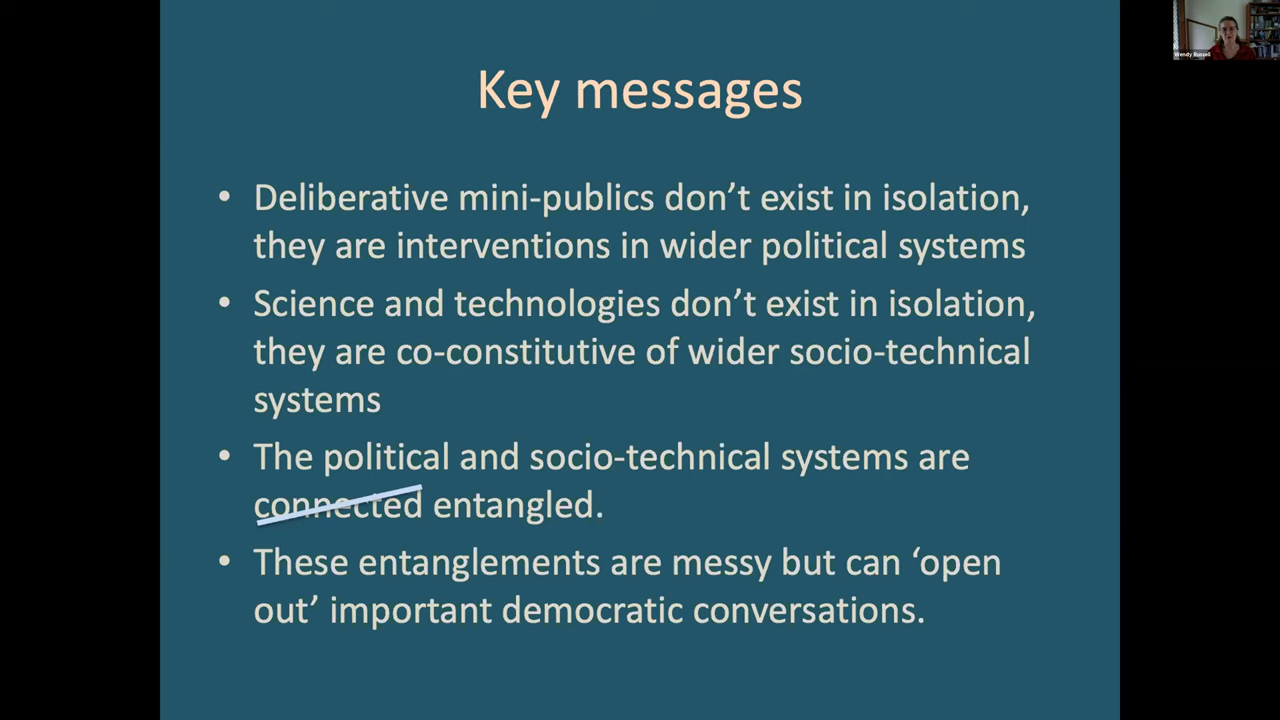 Key messages
• Deliberative mini-publics don’t exist in isolation,
they are interventions in wider political systems
• Science and technologies don’t exist in isolation,
they are co-constitutive of wider socio-technical
systems
• The political and socio-technical systems are
connected entangled.
• These entanglements are messy but can ‘open
out’ important democratic conversations.
Wendy Russell